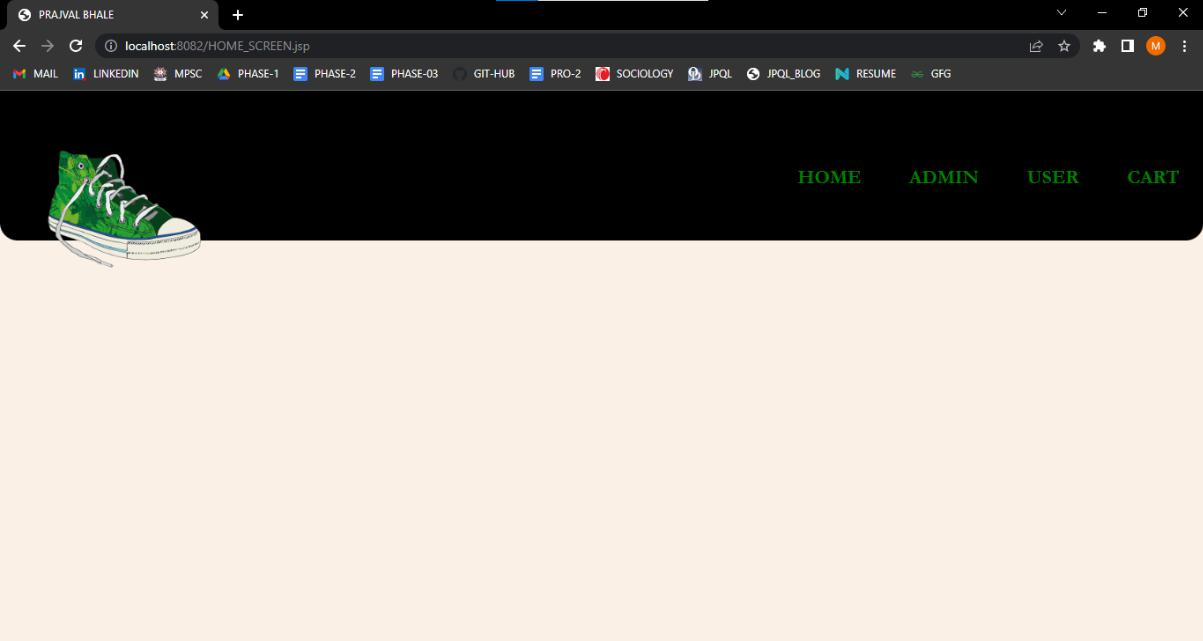 PRAJVAL BHALE
localhost:8082/HOME_SCREEN.jsp
M
MAIL LINKEDIN MPSC PHASE-1 PHASE-2 PHASE-03 GIT-HUB PRO-2 SOCIOLOGY JPQL JPQL_BLOG RESUME GFG
HOME ADMIN USER CART